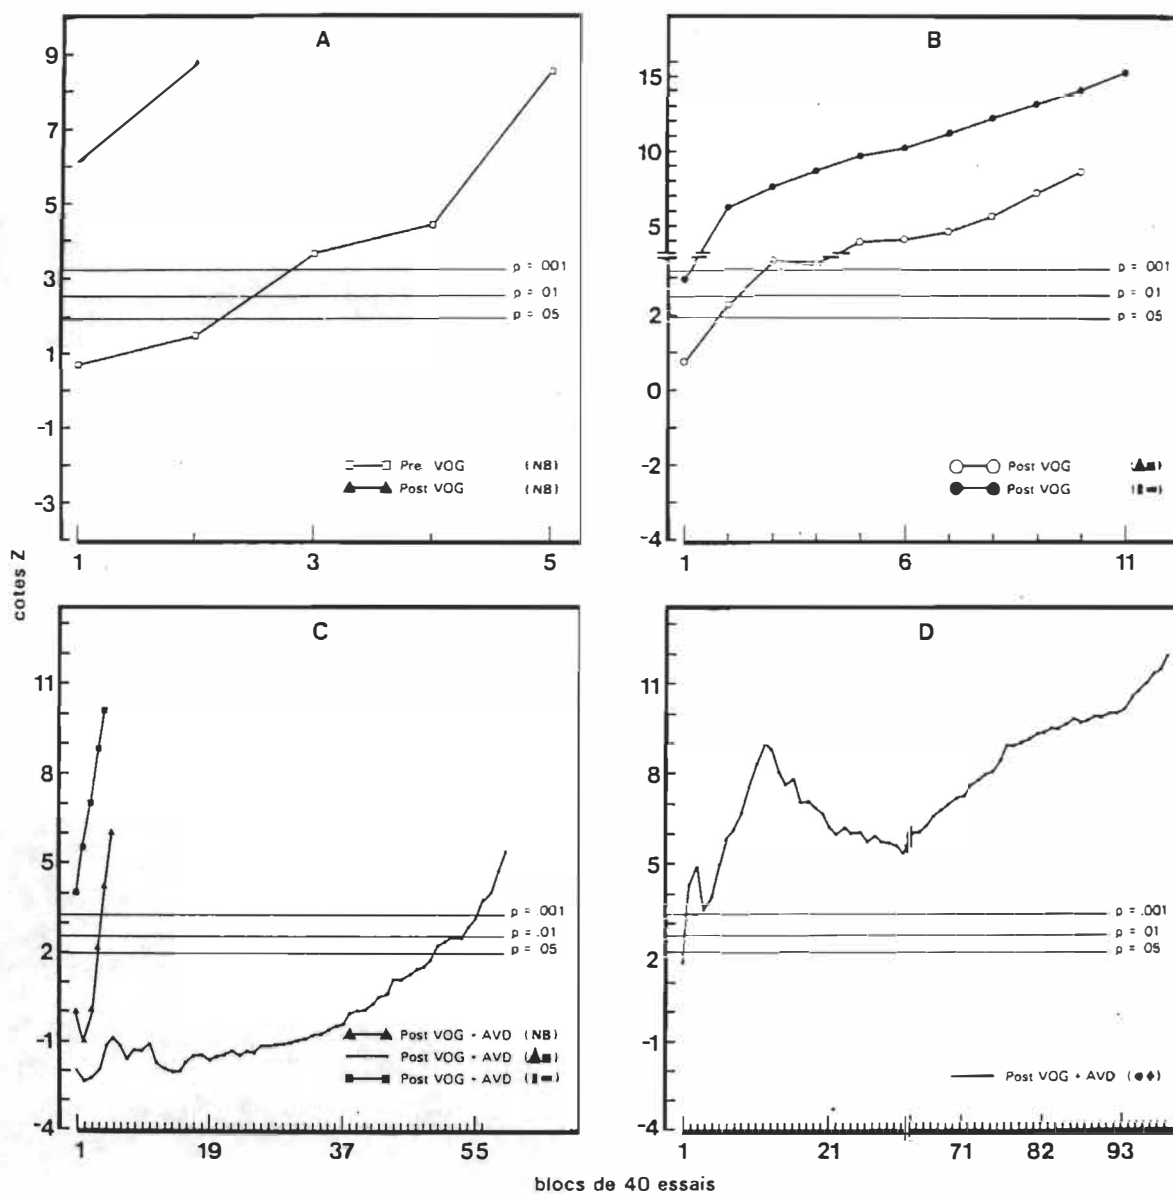 A
9
7
5
3
1
-1
-3
p = 001
p = 01
p = 05
Pre VOG (NB)
Post VOG (NB)
1 3 5
B
15
10
5
2
0
-2
-4
p = 001
p = 01
p = 05
Post VOG
Post VOG
1 6 11
cotes Z
C
11
8
5
2
-1
-4
p = .001
p = .01
p = 05
Post VOG + AVD (NB)
Post VOG + AVD
Post VOG + AVD
1 19 37 55
D
11
8
5
2
-1
-4
p = .001
p = 01
p = 05
Post VOG + AVD
1 21 71 82 93
blocs de 40 essais